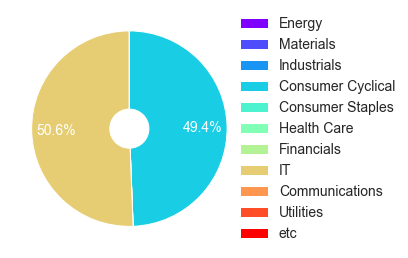 Energy
Materials
Industrials
Consumer Cyclical
Consumer Staples
Health Care
Financials
IT
Communications
Utilities
etc
50.6%
49.4%